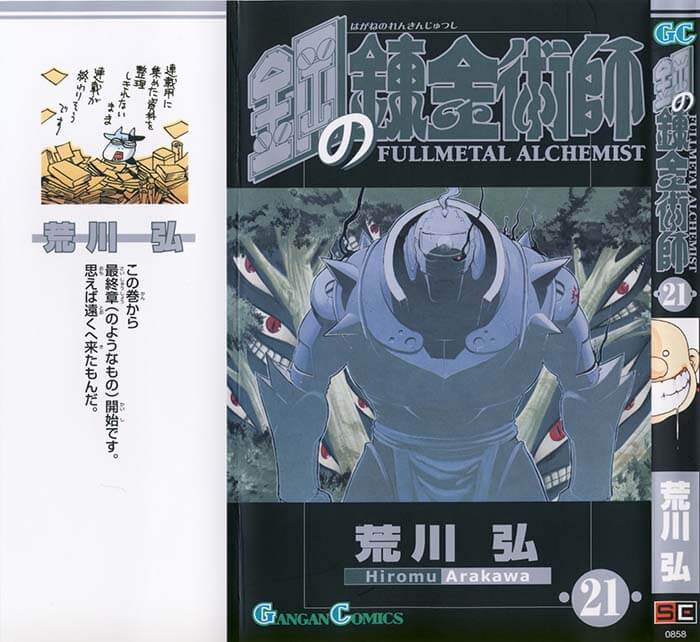 連載用に
集めた資料を
整理
しきれない
まま
連載が
終わりそう
です
荒川 弘
この巻から
最終章(のようなもの)開始です。
思えば遠くへ来たもんだ。
はがねのれんきんじゅつし
鋼の錬金術師
FULLMETAL ALCHEMIST
荒川 弘
Hiromu Arakawa
21
GANGAN COMICS
GC
鋼の錬金術師
FULLMETAL ALCHEMIST
21
荒川 弘
SE
0858